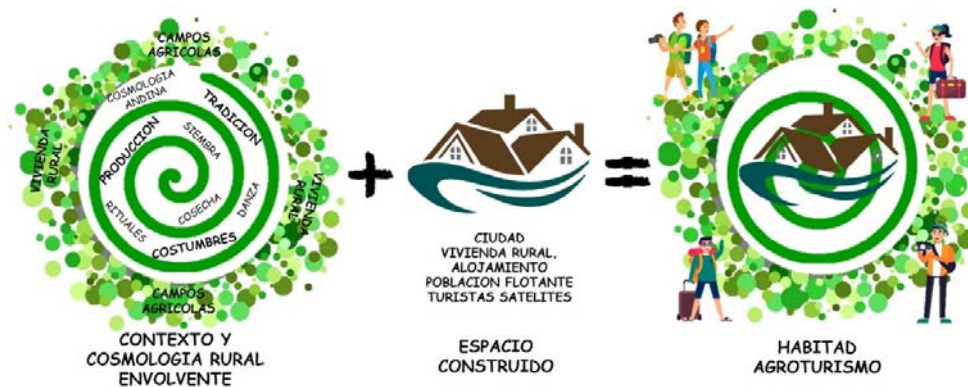 CAMPOS
AGRICOLAS
COSMOLOGIA
ANDINA
TRADICION
PRODUCCION
SIEMBRA
VIVIENDA
RURAL
VIVIENDA
RURAL
COSECHA
DANZA
RITUALES
COSTUMBRES
CAMPOS
AGRICOLAS
CONTEXTO Y
COSMOLOGIA RURAL
ENVOLVENTE
+
CIUDAD
VIVIENDA RURAL,
ALOJAMIENTO
POBLACION FLOTANTE
TURISTAS SATELITES
ESPACIO
CONSTRUIDO
=
HABITAD
AGROTURISMO